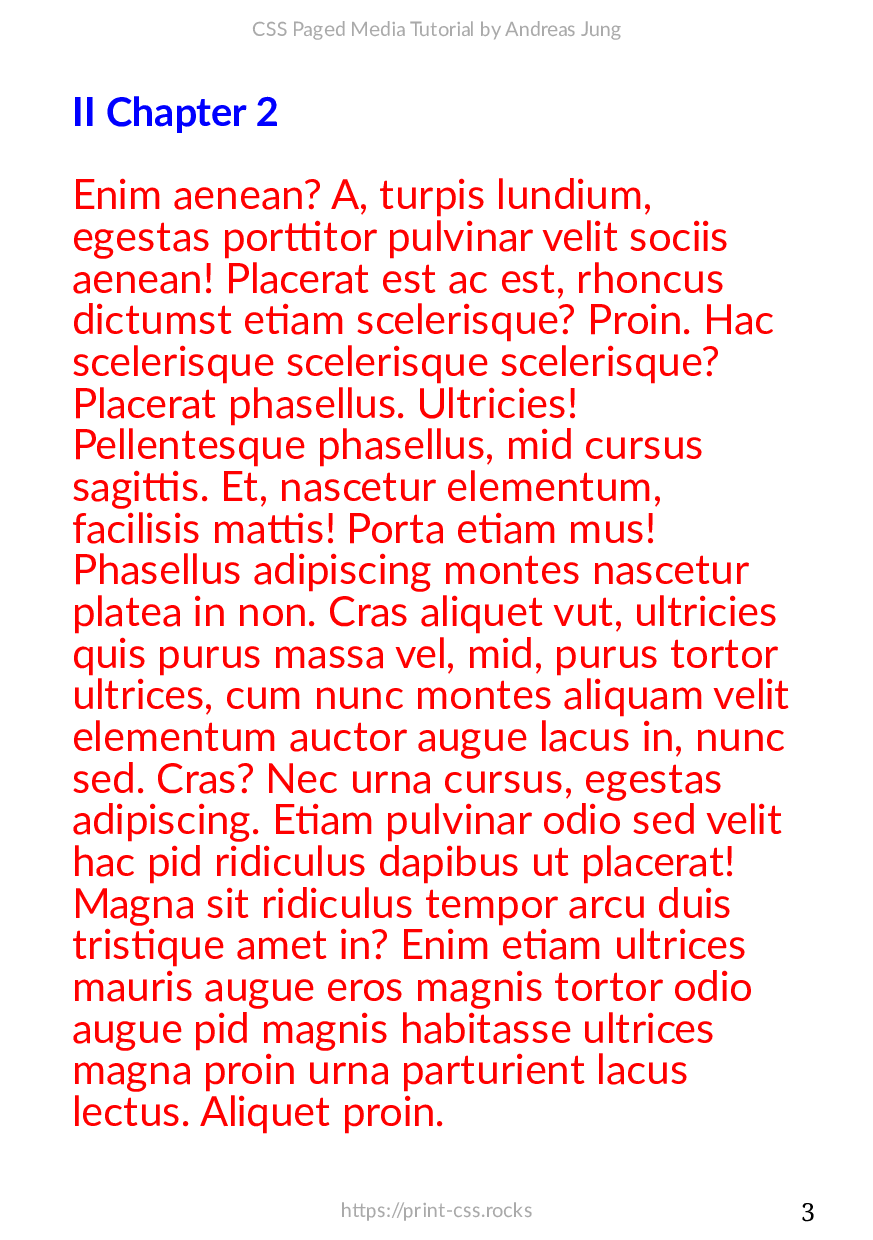 CSS Paged Media Tutorial by Andreas Jung
II Chapter 2
Enim aenean? A, turpis lundium,
egestas porttitor pulvinar velit sociis
aenean! Placerat est ac est, rhoncus
dictumst etiam scelerisque? Proin. Hac
scelerisque scelerisque scelerisque?
Placerat phasellus. Ultricies!
Pellentesque phasellus, mid cursus
sagittis. Et, nascetur elementum,
facilisis mattis! Porta etiam mus!
Phasellus adipiscing montes nascetur
platea in non. Cras aliquet vut, ultricies
quis purus massa vel, mid, purus tortor
ultrices, cum nunc montes aliquam velit
elementum auctor augue lacus in, nunc
sed. Cras? Nec urna cursus, egestas
adipiscing. Etiam pulvinar odio sed velit
hac pid ridiculus dapibus ut placerat!
Magna sit ridiculus tempor arcu duis
tristique amet in? Enim etiam ultrices
mauris augue eros magnis tortor odio
augue pid magnis habitasse ultrices
magna proin urna parturient lacus
lectus. Aliquet proin.
https://print-css.rocks
3